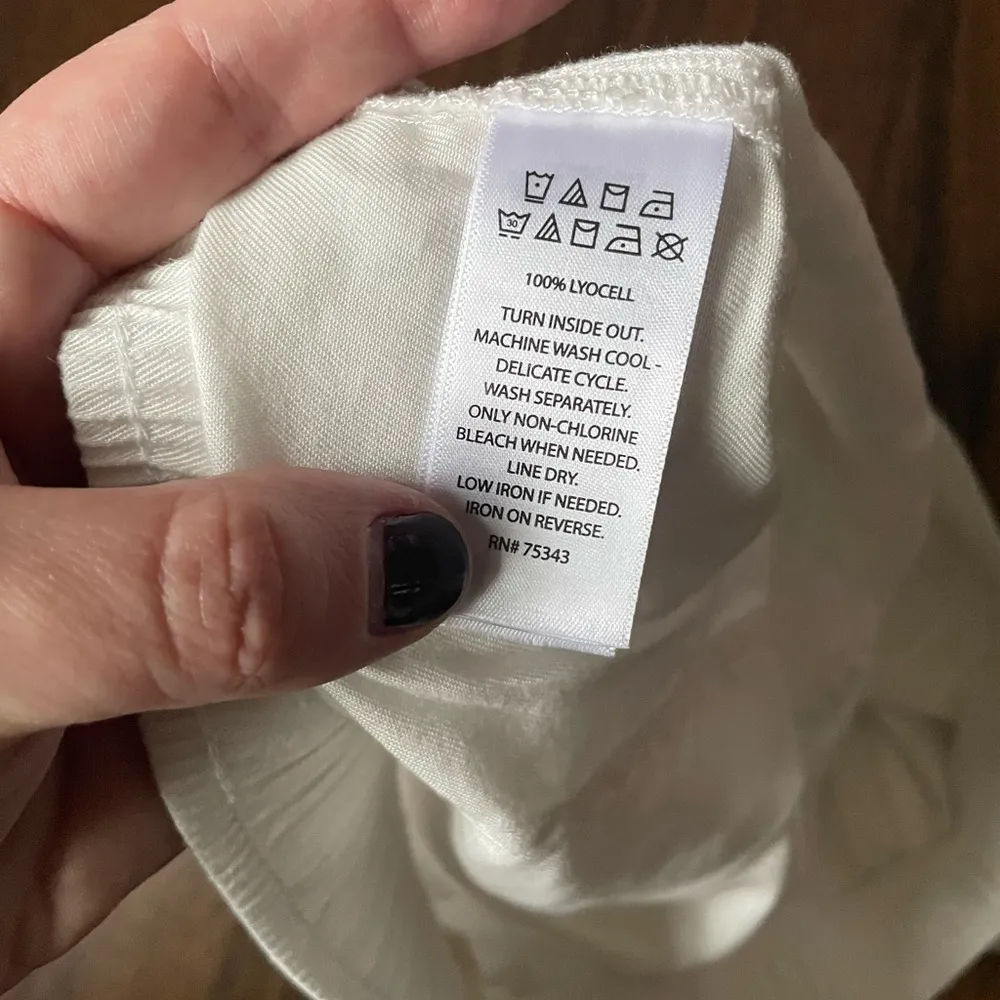 30
100% LYOCELL
TURN INSIDE OUT.
MACHINE WASH COOL -
DELICATE CYCLE.
WASH SEPARATELY.
ONLY NON-CHLORINE
BLEACH WHEN NEEDED.
LINE DRY.
LOW IRON IF NEEDED.
IRON ON REVERSE.
RN# 75343